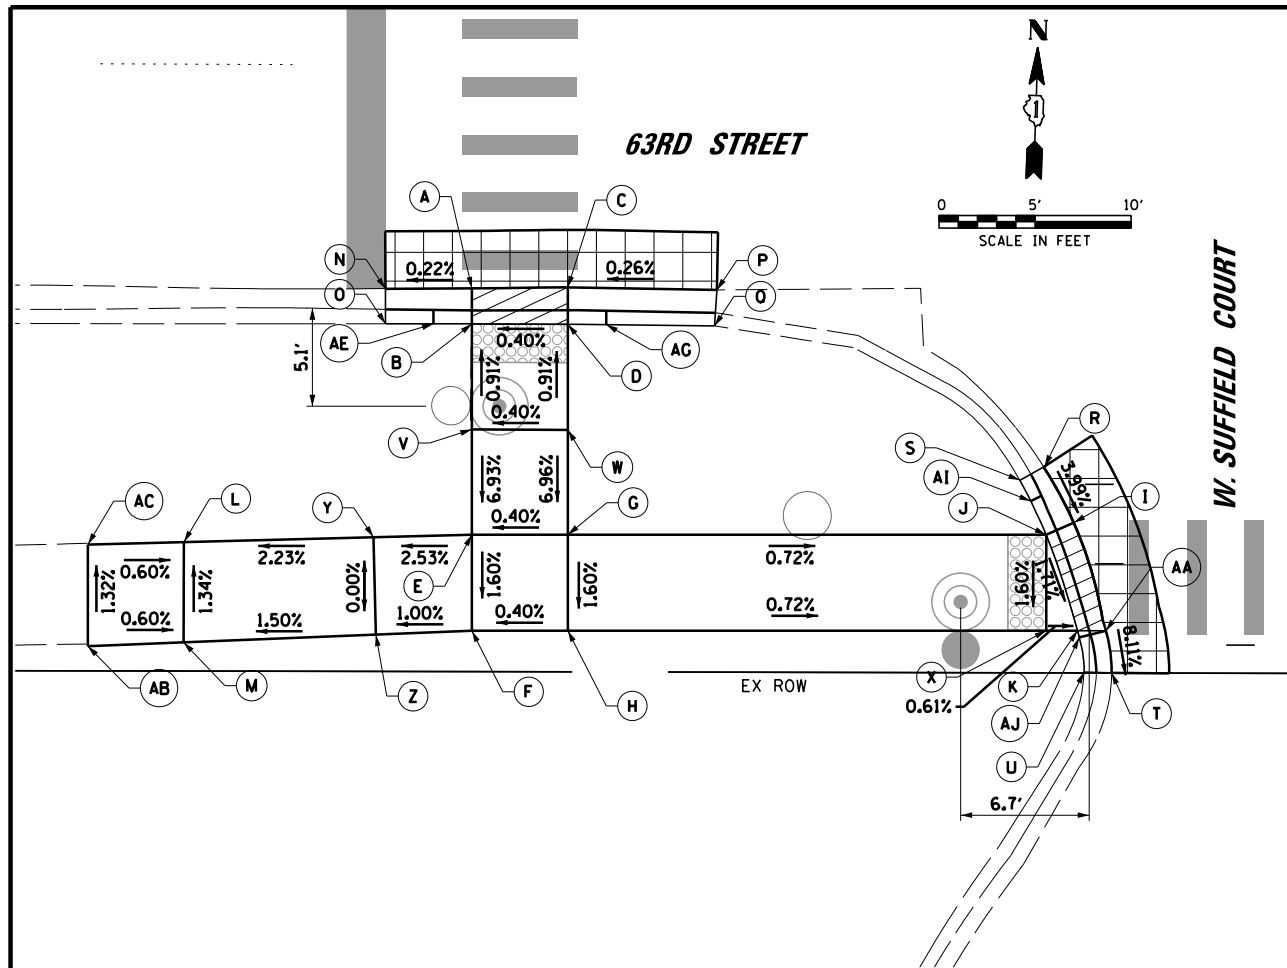 N
1
63RD STREET
0 5' 10'
SCALE IN FEET
W. SUFFIELD COURT
A
C
N
P
0.22%
0.26%
O
Q
AE
B
0.40%
AG
D
5.1'
0.91%
0.91%
0.40%
V
W
R
S
AI
3.99%
6.93%
6.96%
AC
L
Y
G
J
I
0.40%
2.23%
2.53%
0.72%
0.60%
1.32%
1.34%
0.00%
E
1.60%
1.60%
1.60%
AA
0.60%
1.50%
1.00%
0.40%
0.72%
8.11%
AB
M
Z
F
H
EX ROW
X
K
0.61%
AJ
T
U
6.7'